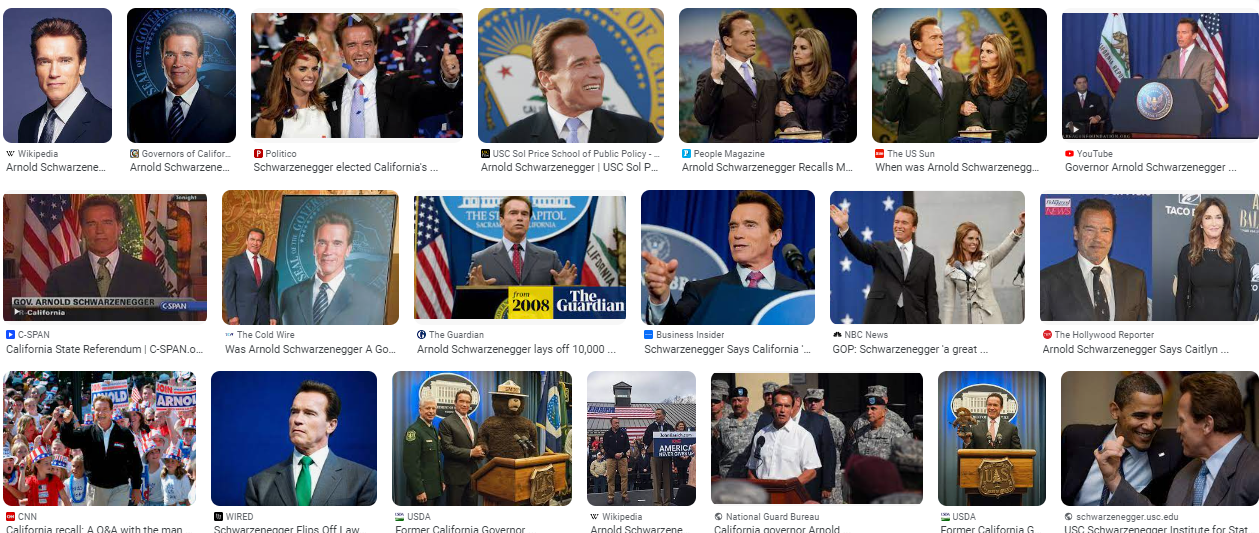 Wikipedia
Arnold Schwarzene...
Governors of Califor...
Arnold Schwarzene...
Politico
Schwarzenegger elected California's ...
USC Sol Price School of Public Policy - ...
Arnold Schwarzenegger | USC Sol P...
People Magazine
Arnold Schwarzenegger Recalls M...
The US Sun
When was Arnold Schwarzenegg...
YouTube
Governor Arnold Schwarzenegger ...
Tonight
GOV. ARNOLD SCHWARZENEGGER
R-California
C-SPAN
C-SPAN
California State Referendum | C-SPAN.o...
The Cold Wire
Was Arnold Schwarzenegger A Go...
from
2008
The
Guardian
The Guardian
Arnold Schwarzenegger lays off 10,000 ...
Business Insider
Schwarzenegger Says California '...
NBC News
GOP: Schwarzenegger 'a great ...
NEWS
TACO
The Hollywood Reporter
Arnold Schwarzenegger Says Caitlyn ...
JOIN
ARNOLD
CNN
California recall: A Q&A with the man
WIRED
Schwarzenegger Flips Off Law
USDA
Former California Governor
AMERICA
NEVER GIVES UP
Wikipedia
Arnold Schwarzene
National Guard Bureau
California governor Arnold
USDA
Former California G
schwarzenegger.usc.edu
USC Schwarzenegger Institute for Stat